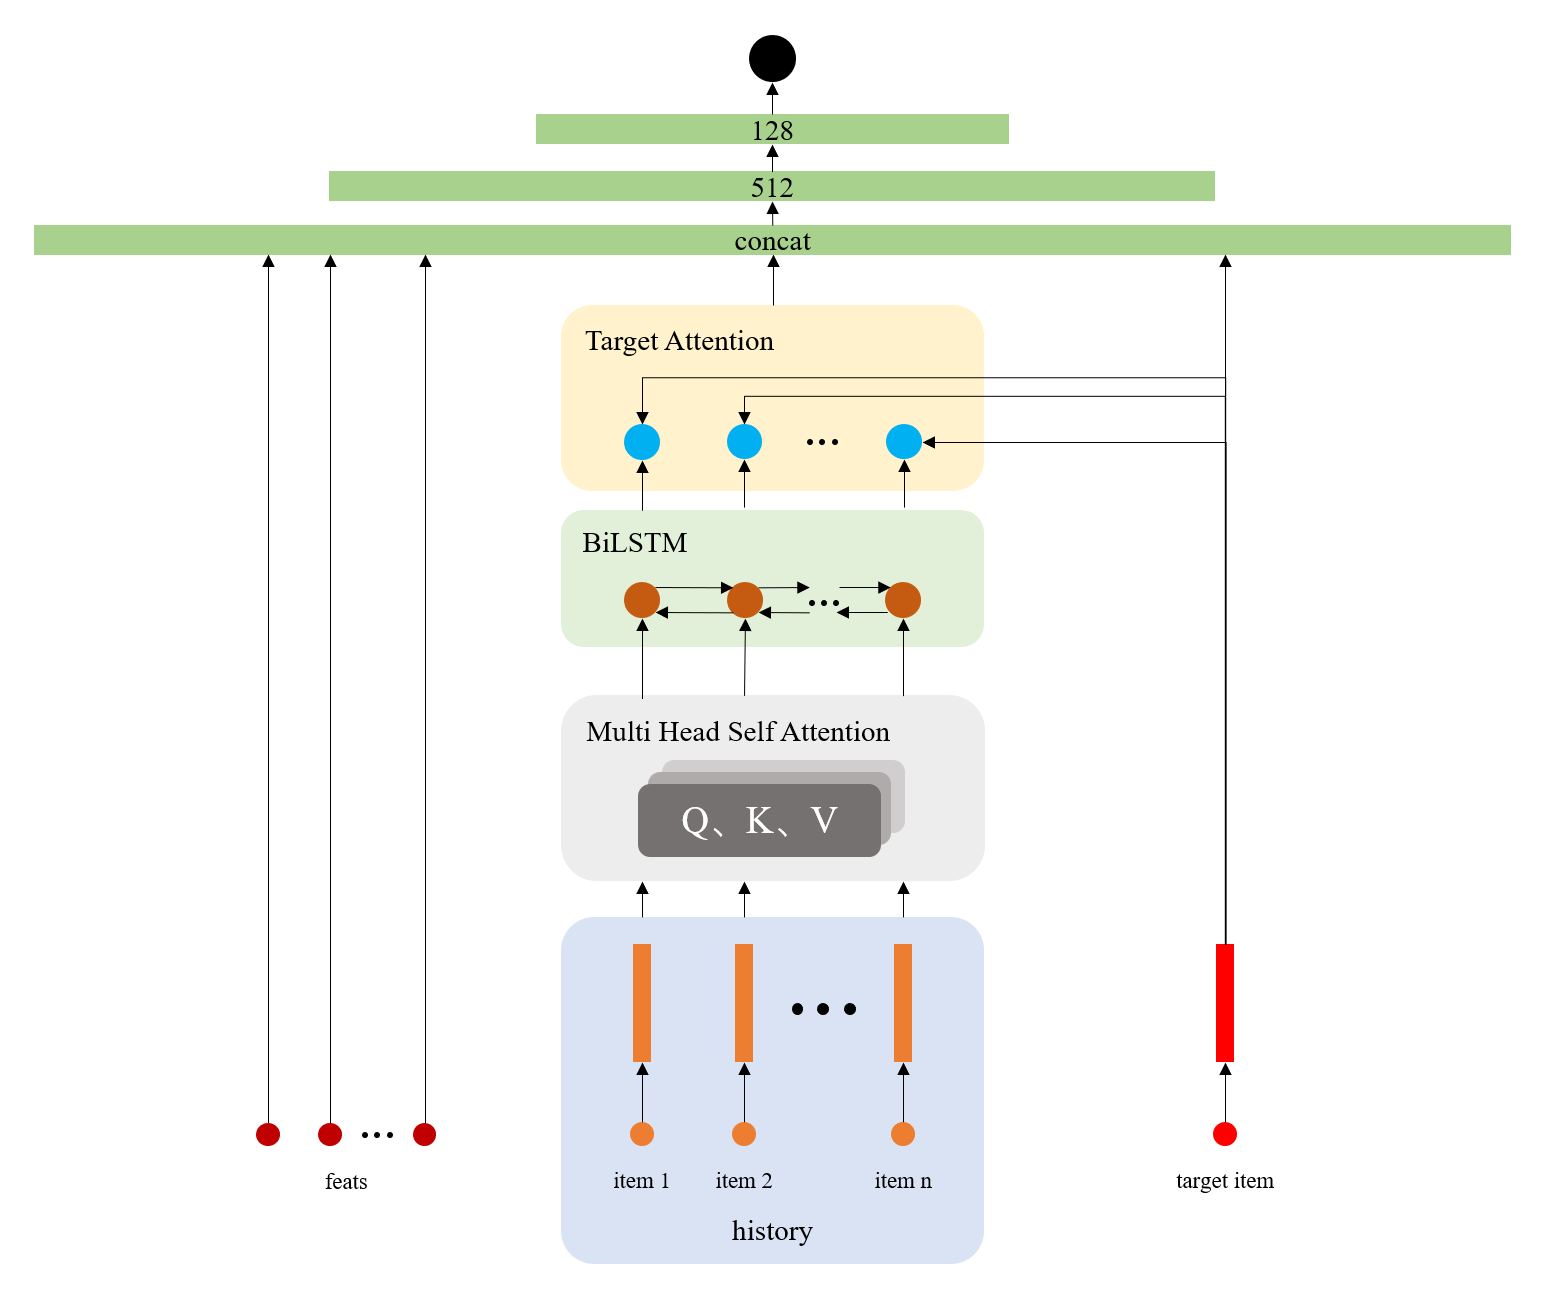 128
512
concat
Target Attention
BiLSTM
Multi Head Self Attention
Q、K、V
feats
item 1
item 2
item n
target item
history